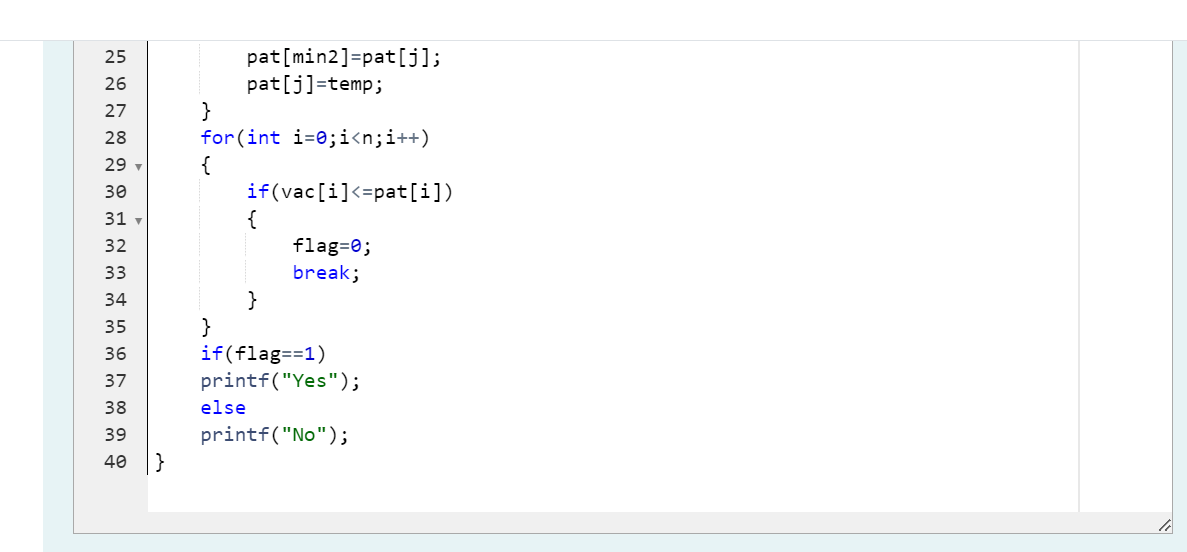 25 pat[min2]=pat[j];
26 pat[j]=temp;
27 }
28 for(int i=0;i<n;i++)
29 {
30 if(vac[i]<=pat[i])
31 {
32 flag=0;
33 break;
34 }
35 }
36 if(flag==1)
37 printf("Yes");
38 else
39 printf("No");
40 }